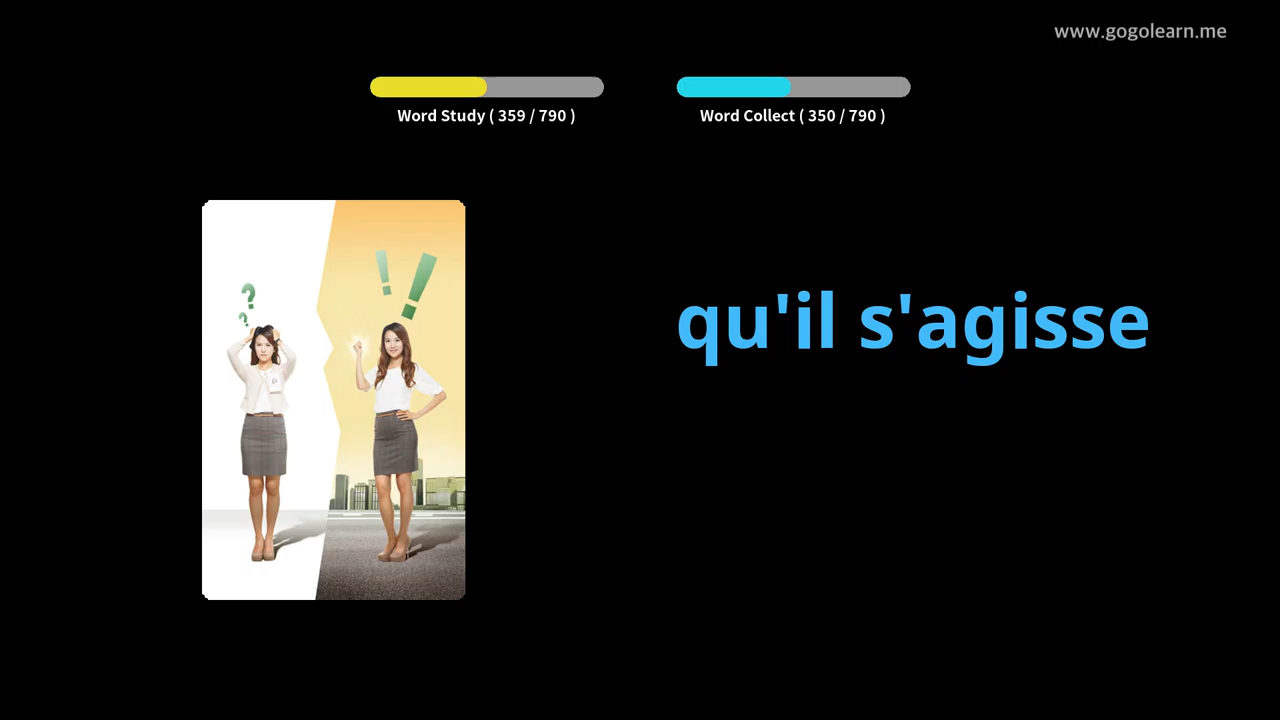 www.gogolearn.me
Word Study ( 359 / 790 )
Word Collect ( 350 / 790 )
? ?
! !
qu'il s'agisse